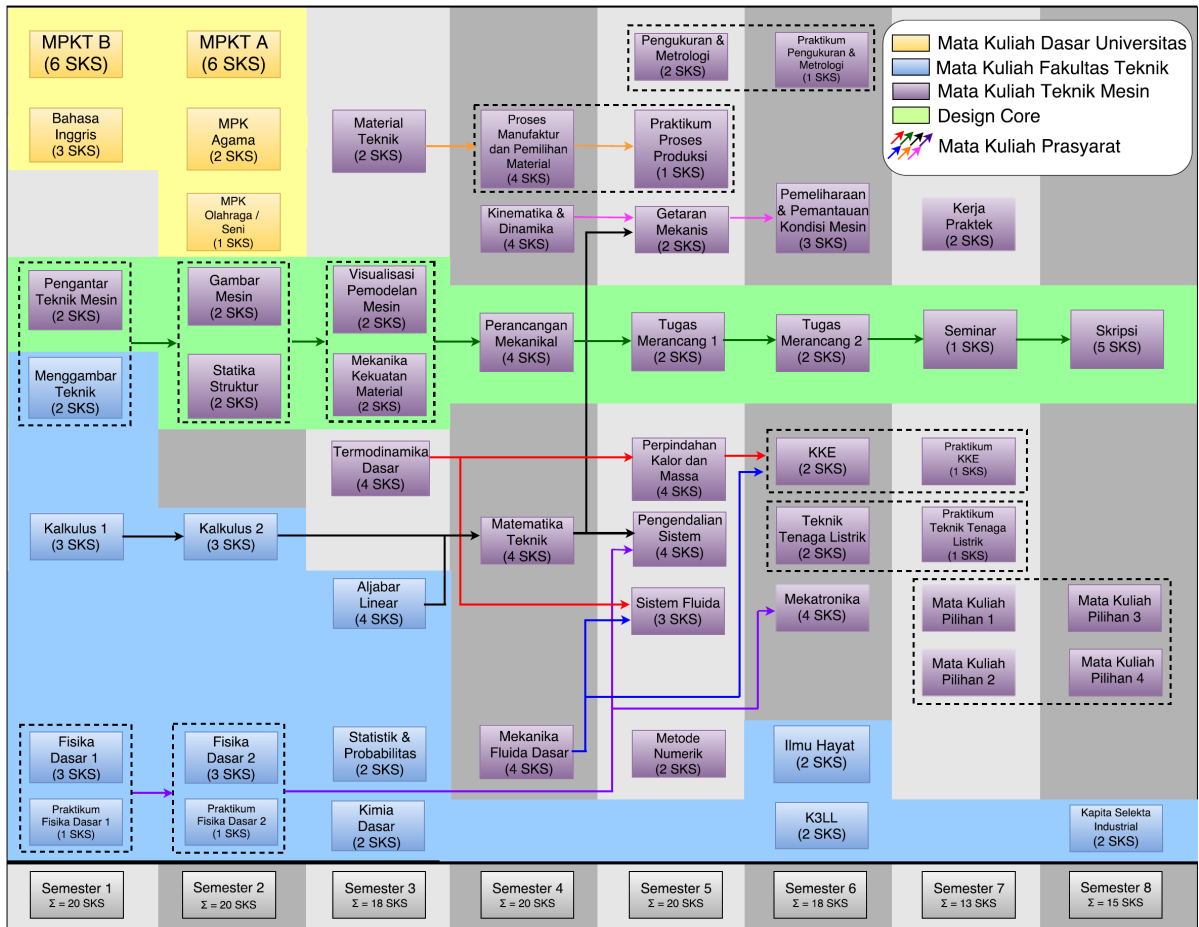 MPKT B
(6 SKS)
MPKT A
(6 SKS)
Pengukuran &
Metrologi
(2 SKS)
Praktikum
Pengukuran &
Metrologi
(1 SKS)
Mata Kuliah Dasar Universitas
Mata Kuliah Fakultas Teknik
Mata Kuliah Teknik Mesin
Design Core
Mata Kuliah Prasyarat
Bahasa
Inggris
(3 SKS)
MPK
Agama
(2 SKS)
Material
Teknik
(2 SKS)
Proses
Manufaktur
dan Pemilihan
Material
(4 SKS)
Praktikum
Proses
Produksi
(1 SKS)
MPK
Olahraga /
Seni
(1 SKS)
Kinematika &
Dinamika
(4 SKS)
Getaran
Mekanis
(2 SKS)
Pemeliharaan
& Pemantauan
Kondisi Mesin
(3 SKS)
Kerja
Praktek
(2 SKS)
Pengantar
Teknik Mesin
(2 SKS)
Gambar
Mesin
(2 SKS)
Visualisasi
Pemodelan
Mesin
(2 SKS)
Perancangan
Mekanikal
(4 SKS)
Tugas
Merancang 1
(2 SKS)
Tugas
Merancang 2
(2 SKS)
Seminar
(1 SKS)
Skripsi
(5 SKS)
Menggambar
Teknik
(2 SKS)
Statika
Struktur
(2 SKS)
Mekanika
Kekuatan
Material
(2 SKS)
Termodinamika
Dasar
(4 SKS)
Perpindahan
Kalor dan
Massa
(4 SKS)
KKE
(2 SKS)
Praktikum
KKE
(1 SKS)
Kalkulus 1
(3 SKS)
Kalkulus 2
(3 SKS)
Matematika
Teknik
(4 SKS)
Pengendalian
Sistem
(4 SKS)
Teknik
Tenaga Listrik
(2 SKS)
Praktikum
Teknik Tenaga
Listrik
(1 SKS)
Aljabar
Linear
(4 SKS)
Sistem Fluida
(3 SKS)
Mekatronika
(4 SKS)
Mata Kuliah
Pilihan 1
Mata Kuliah
Pilihan 3
Mata Kuliah
Pilihan 2
Mata Kuliah
Pilihan 4
Fisika
Dasar 1
(3 SKS)
Fisika
Dasar 2
(3 SKS)
Statistik &
Probabilitas
(2 SKS)
Mekanika
Fluida Dasar
(4 SKS)
Metode
Numerik
(2 SKS)
Ilmu Hayat
(2 SKS)
Praktikum
Fisika Dasar 1
(1 SKS)
Praktikum
Fisika Dasar 2
(1 SKS)
Kimia
Dasar
(2 SKS)
K3LL
(2 SKS)
Kapita Selekta
Industrial
(2 SKS)
Semester 1
Σ = 20 SKS
Semester 2
Σ = 20 SKS
Semester 3
Σ = 18 SKS
Semester 4
Σ = 20 SKS
Semester 5
Σ = 20 SKS
Semester 6
Σ = 18 SKS
Semester 7
Σ = 13 SKS
Semester 8
Σ = 15 SKS